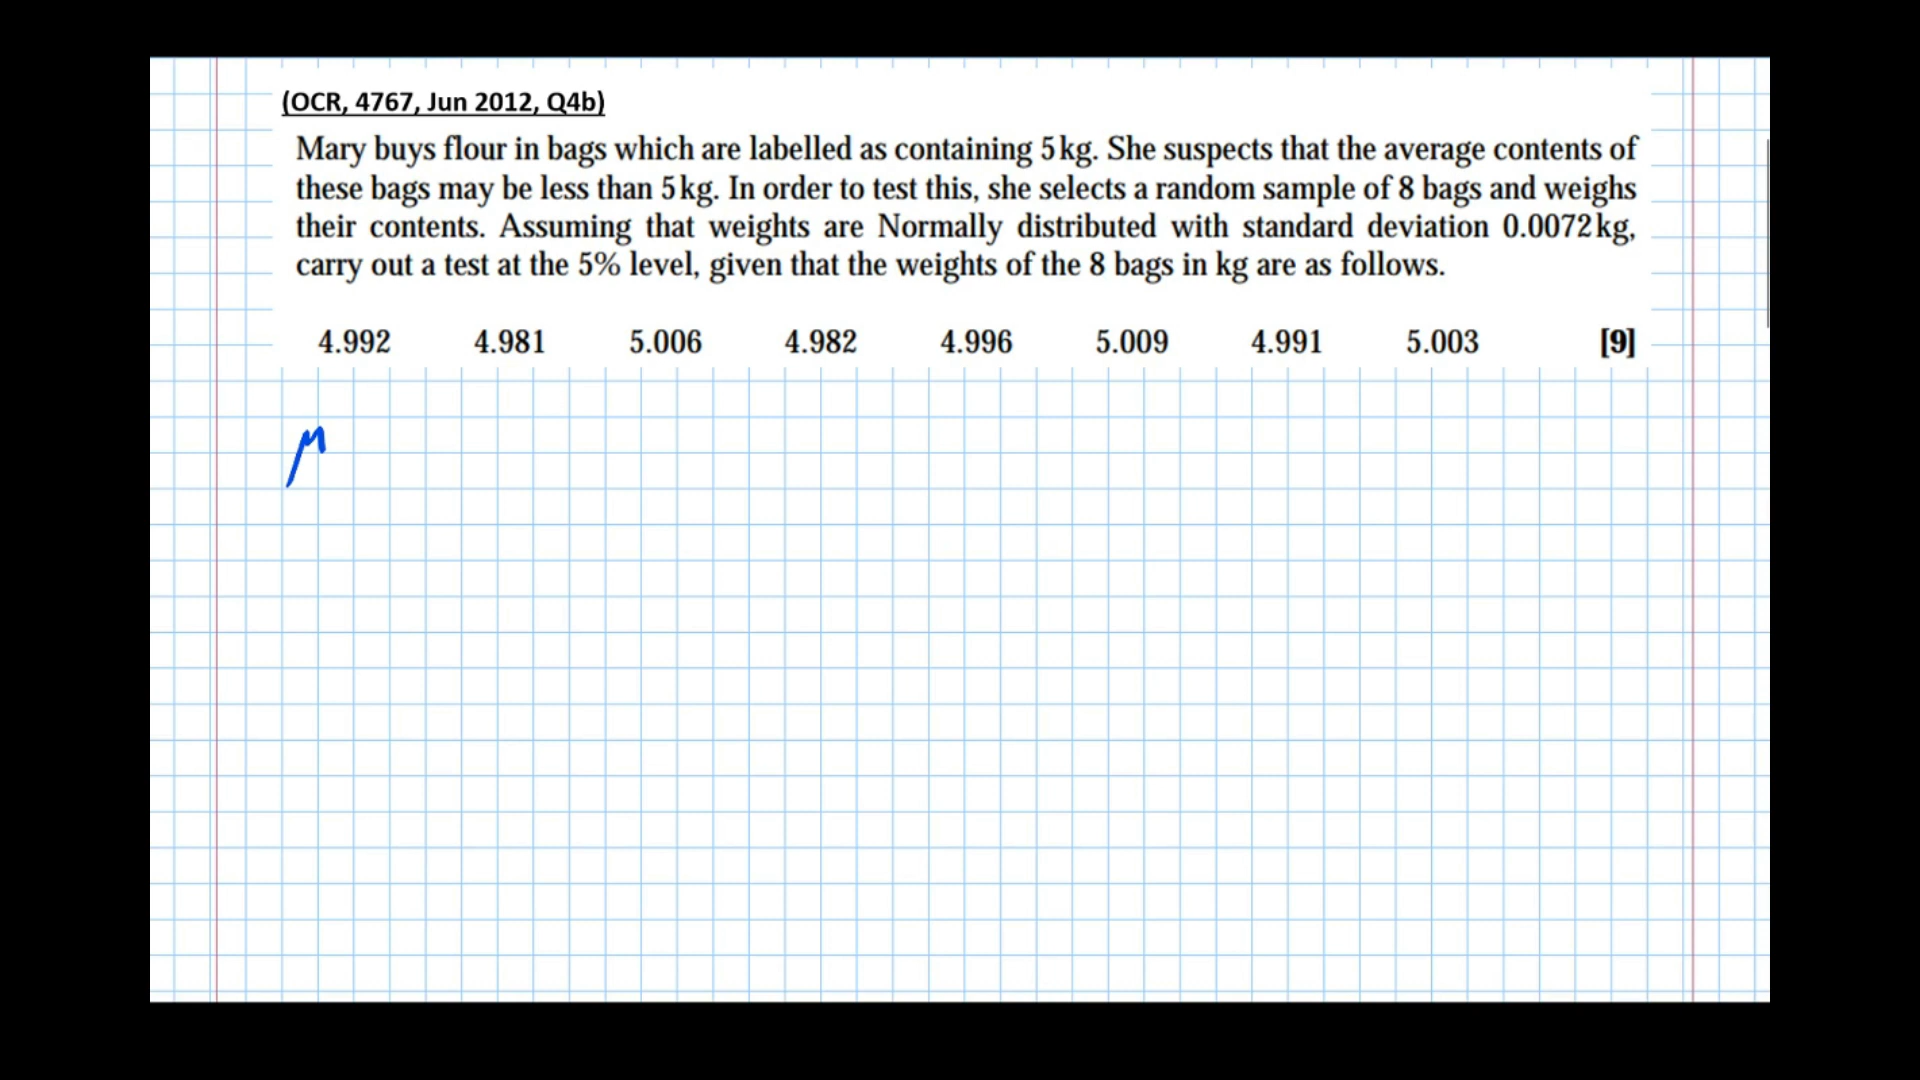 (OCR, 4767, Jun 2012, Q4b)
Mary buys flour in bags which are labelled as containing 5 kg. She suspects that the average contents of
these bags may be less than 5 kg. In order to test this, she selects a random sample of 8 bags and weighs
their contents. Assuming that weights are Normally distributed with standard deviation 0.0072 kg,
carry out a test at the 5% level, given that the weights of the 8 bags in kg are as follows.
4.992 4.981 5.006 4.982 4.996 5.009 4.991 5.003 [9]
μ